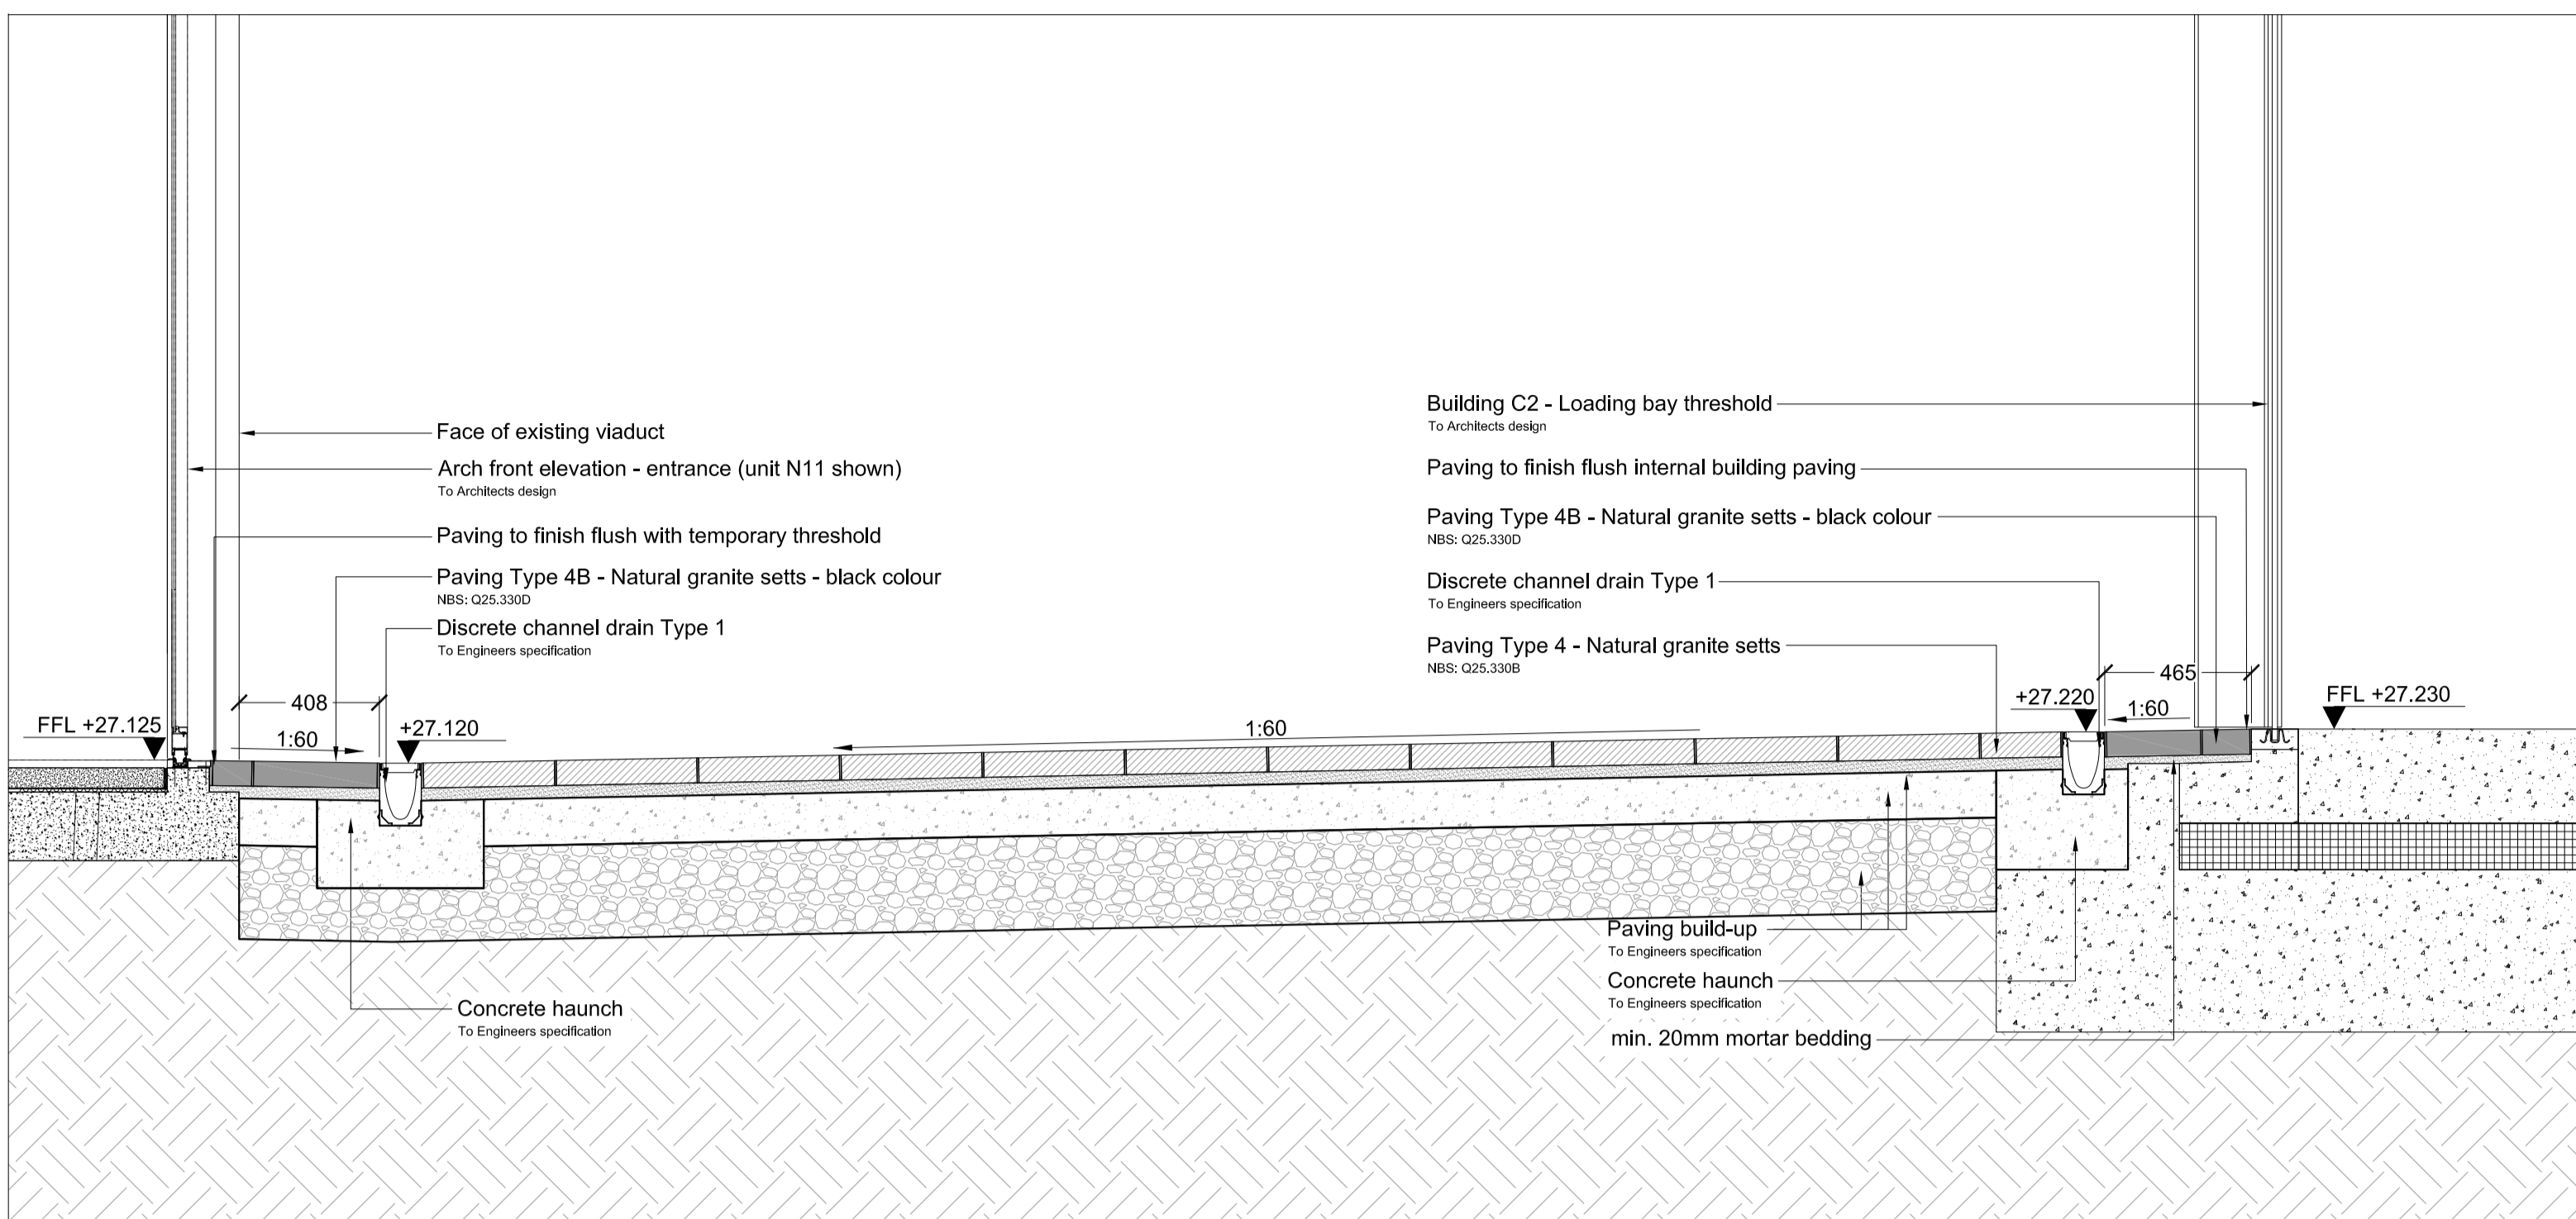 Face of existing viaduct
Arch front elevation - entrance (unit N11 shown)
To Architects design
Paving to finish flush with temporary threshold
Paving Type 4B - Natural granite setts - black colour
NBS: Q25.330D
Discrete channel drain Type 1
To Engineers specification
Building C2 - Loading bay threshold
To Architects design
Paving to finish flush internal building paving
Paving Type 4B - Natural granite setts - black colour
NBS: Q25.330D
Discrete channel drain Type 1
To Engineers specification
Paving Type 4 - Natural granite setts
NBS: Q25.330B
FFL +27.125
408
1:60
+27.120
1:60
+27.220
465
1:60
FFL +27.230
Paving build-up
To Engineers specification
Concrete haunch
To Engineers specification
min. 20mm mortar bedding
Concrete haunch
To Engineers specification